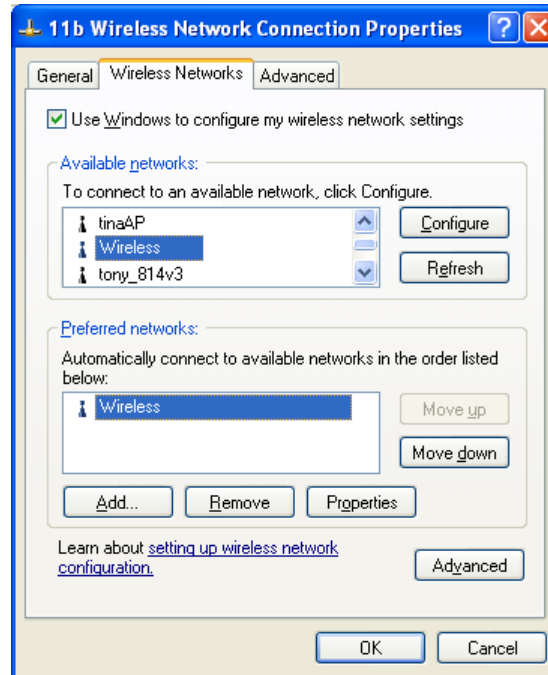 11b Wireless Network Connection Properties
General Wireless Networks Advanced
Use Windows to configure my wireless network settings
Available networks:
To connect to an available network, click Configure.
tinaAP
Wireless
tony_814v3
Configure
Refresh
Preferred networks:
Automatically connect to available networks in the order listed
below:
Wireless
Move up
Move down
Add... Remove Properties
Learn about setting up wireless network
configuration.
Advanced
OK Cancel